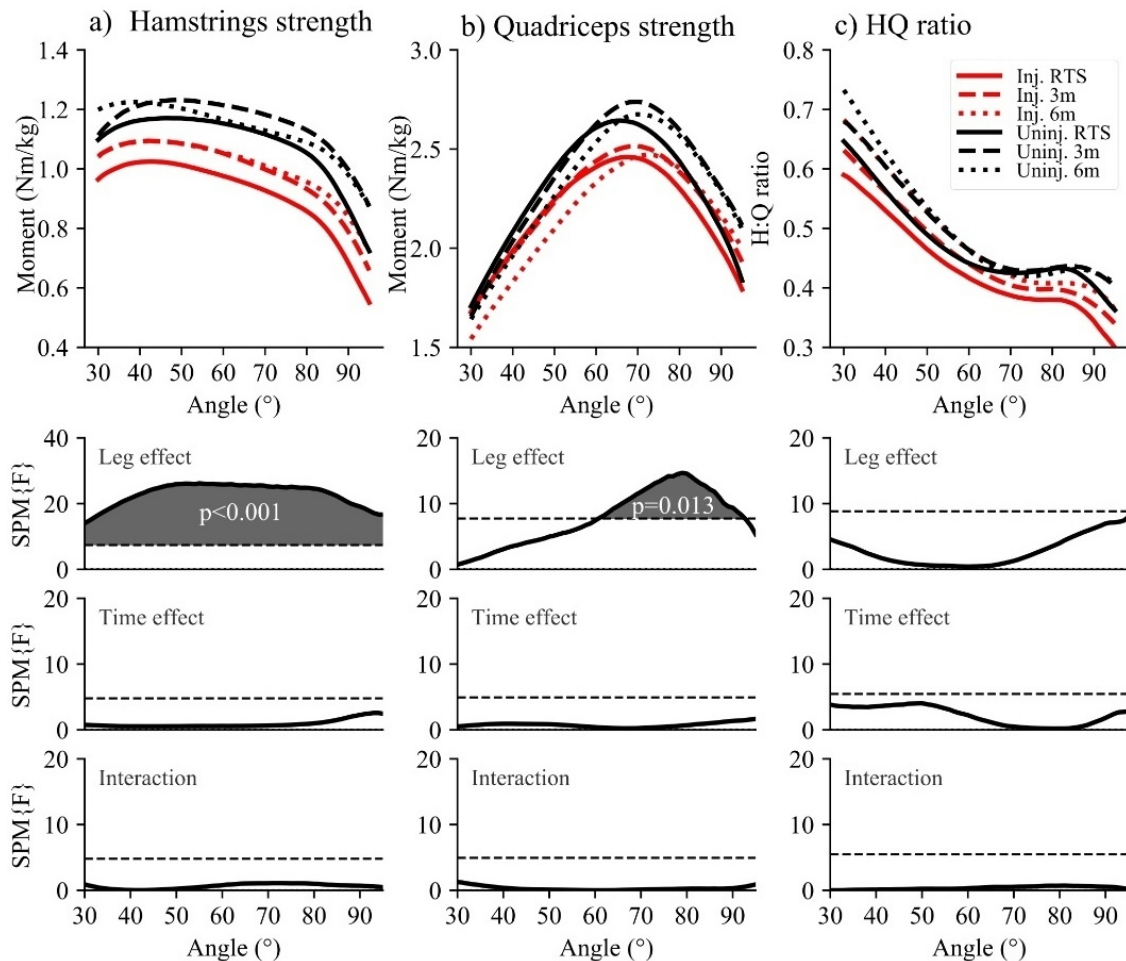 a) Hamstrings strength
b) Quadriceps strength
c) HQ ratio
Moment (Nm/kg)
1.4
1.2
1.0
0.8
0.6
0.4
30 40 50 60 70 80 90
Angle (°)
Moment (Nm/kg)
3.0
2.5
2.0
1.5
30 40 50 60 70 80 90
Angle (°)
H:Q ratio
0.8
0.7
0.6
0.5
0.4
0.3
30 40 50 60 70 80 90
Angle (°)
Inj. RTS
Inj. 3m
Inj. 6m
Uninj. RTS
Uninj. 3m
Uninj. 6m
SPM{F}
40
20
0
Leg effect
p<0.001
20
10
0
Leg effect
p=0.013
20
10
0
Leg effect
SPM{F}
20
10
0
Time effect
20
10
0
Time effect
20
10
0
Time effect
SPM{F}
20
10
0
Interaction
30 40 50 60 70 80 90
Angle (°)
20
10
0
Interaction
30 40 50 60 70 80 90
Angle (°)
20
10
0
Interaction
30 40 50 60 70 80 90
Angle (°)